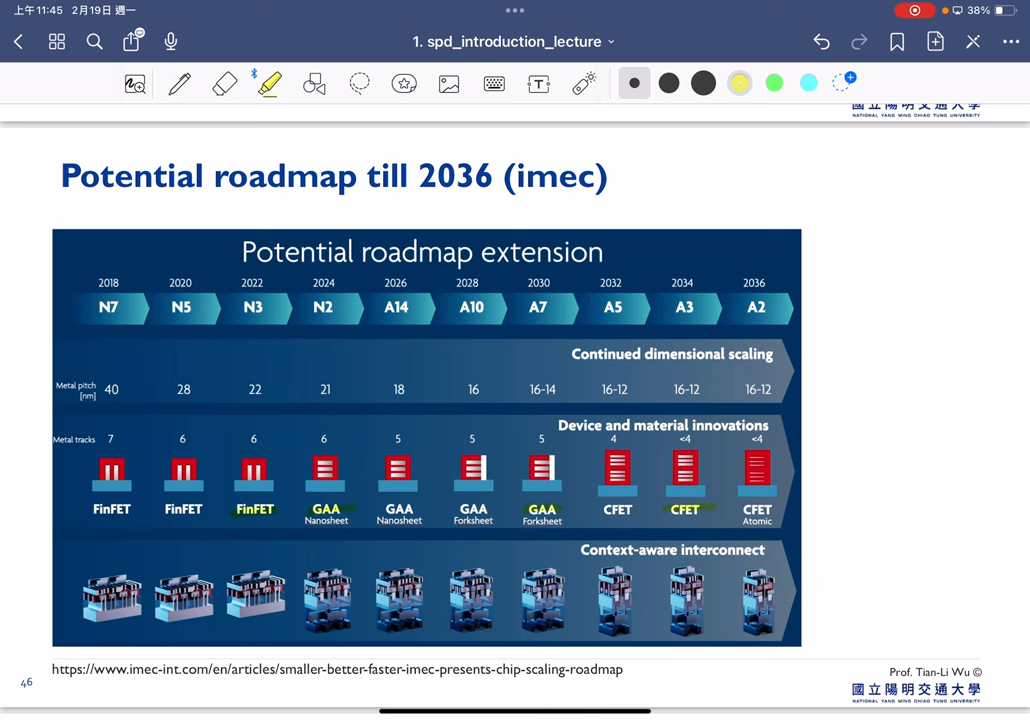 上午11:45 2月19日 週一
38%
1. spd_introduction_lecture
國立陽明交通大學
NATIONAL YANG MING CHIAO TUNG UNIVERSITY
Potential roadmap till 2036 (imec)
Potential roadmap extension
2018 2020 2022 2024 2026 2028 2030 2032 2034 2036
N7 N5 N3 N2 A14 A10 A7 A5 A3 A2
Continued dimensional scaling
Metal pitch
[nm]
40 28 22 21 18 16 16-14 16-12 16-12 16-12
Device and material innovations
Metal tracks 7 6 6 6 5 5 5 4 <4 <4
FinFET FinFET FinFET GAA GAA GAA GAA CFET CFET CFET
Nanosheet Nanosheet Forksheet Forksheet Atomic
Context-aware interconnect
https://www.imec-int.com/en/articles/smaller-better-faster-imec-presents-chip-scaling-roadmap
46
Prof. Tian-Li Wu ©
國立陽明交通大學
NATIONAL YANG MING CHIAO TUNG UNIVERSITY